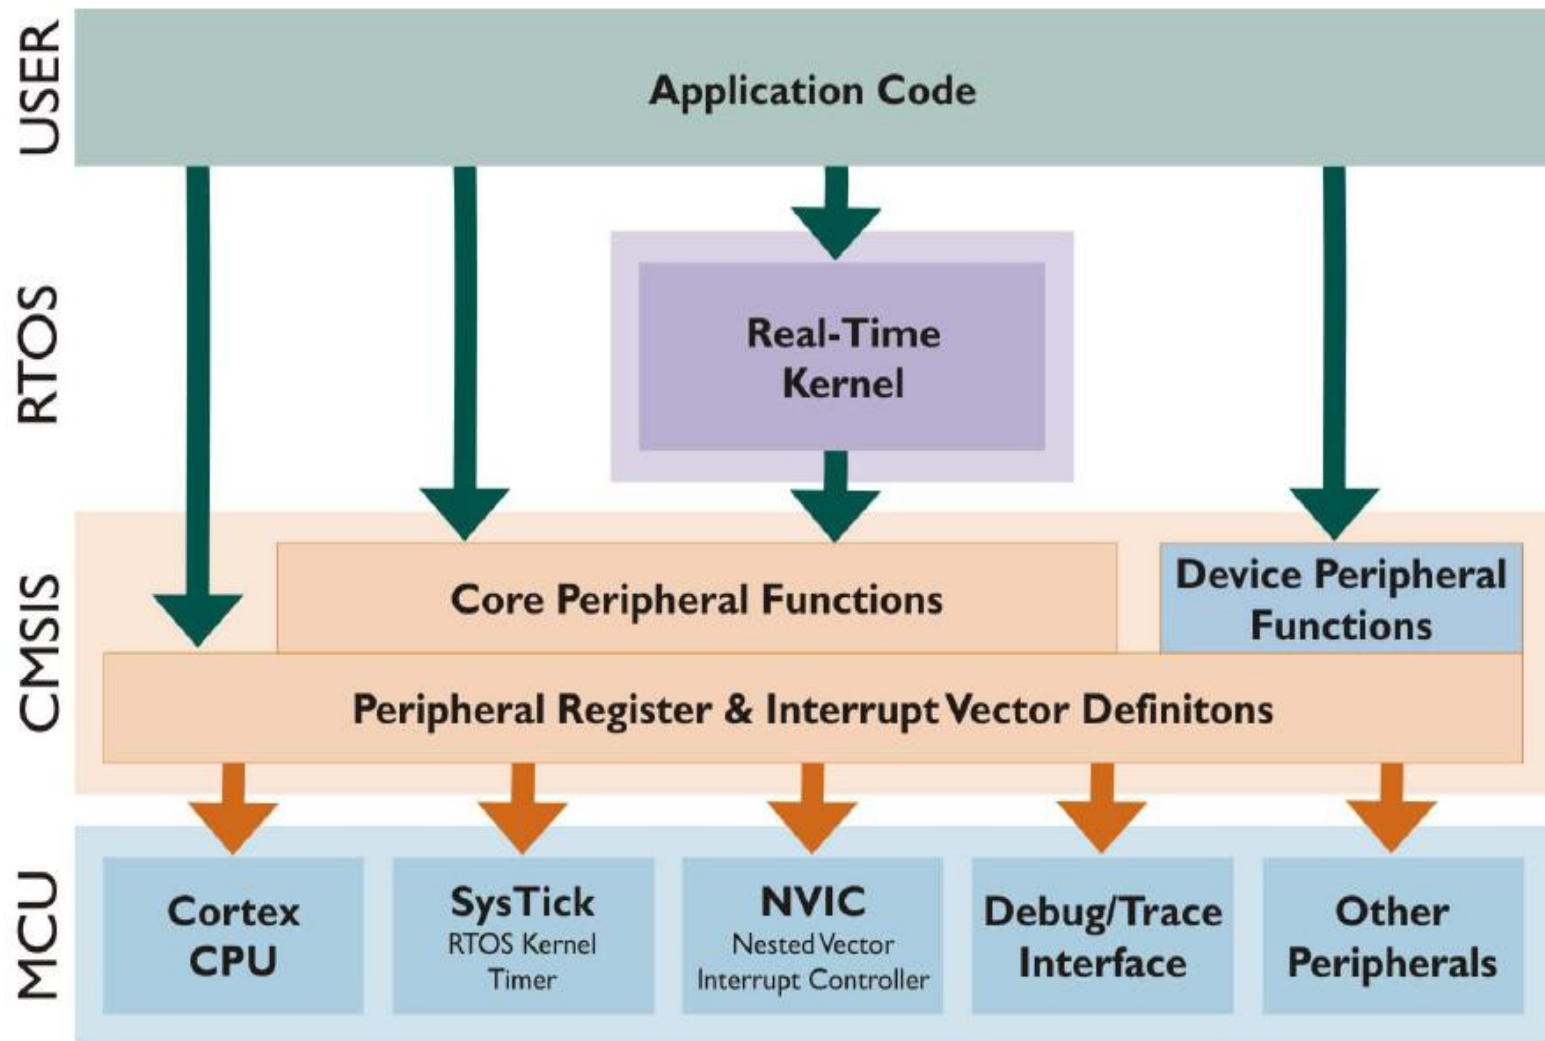 USER
Application Code
RTOS
Real-Time
Kernel
CMSIS
Core Peripheral Functions
Device Peripheral
Functions
Peripheral Register & Interrupt Vector Definitons
MCU
Cortex
CPU
SysTick
RTOS Kernel
Timer
NVIC
Nested Vector
Interrupt Controller
Debug/Trace
Interface
Other
Peripherals